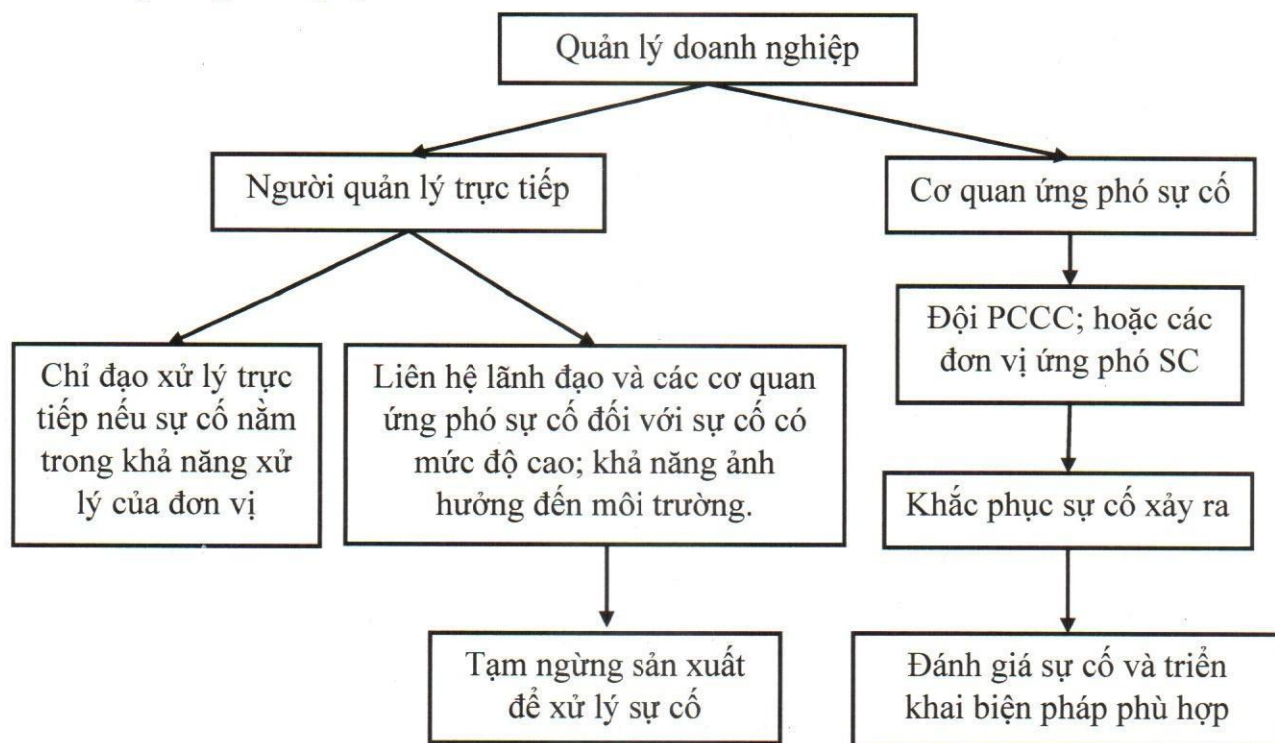 Quản lý doanh nghiệp
Người quản lý trực tiếp
Cơ quan ứng phó sự cố
Chỉ đạo xử lý trực
tiếp nếu sự cố nằm
trong khả năng xử
lý của đơn vị
Liên hệ lãnh đạo và các cơ quan
ứng phó sự cố đối với sự cố có
mức độ cao; khả năng ảnh
hưởng đến môi trường.
Đội PCCC; hoặc các
đơn vị ứng phó SC
Khắc phục sự cố xảy ra
Tạm ngừng sản xuất
để xử lý sự cố
Đánh giá sự cố và triển
khai biện pháp phù hợp